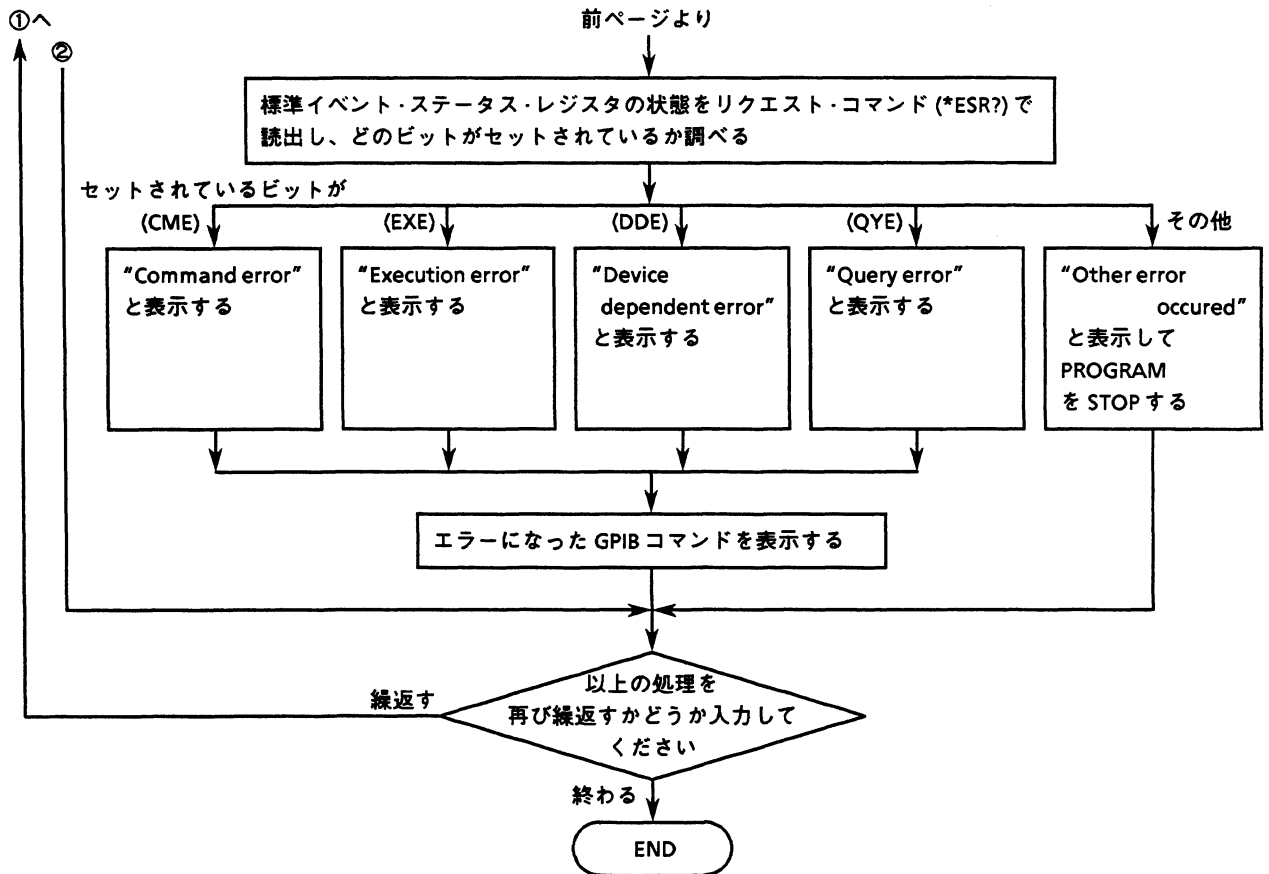 ①へ
前ページより
②
標準イベント･ステータス･レジスタの状態をリクエスト･コマンド (*ESR?) で
読出し、どのビットがセットされているか調べる
セットされているビットが
(CME)
(EXE)
(DDE)
(QYE)
その他
"Command error"
と表示する
"Execution error"
と表示する
"Device
dependent error"
と表示する
"Query error"
と表示する
"Other error
occured"
と表示して
PROGRAM
を STOP する
エラーになった GPIB コマンドを表示する
以上の処理を
再び繰返すかどうか入力して
ください
繰返す
終わる
END